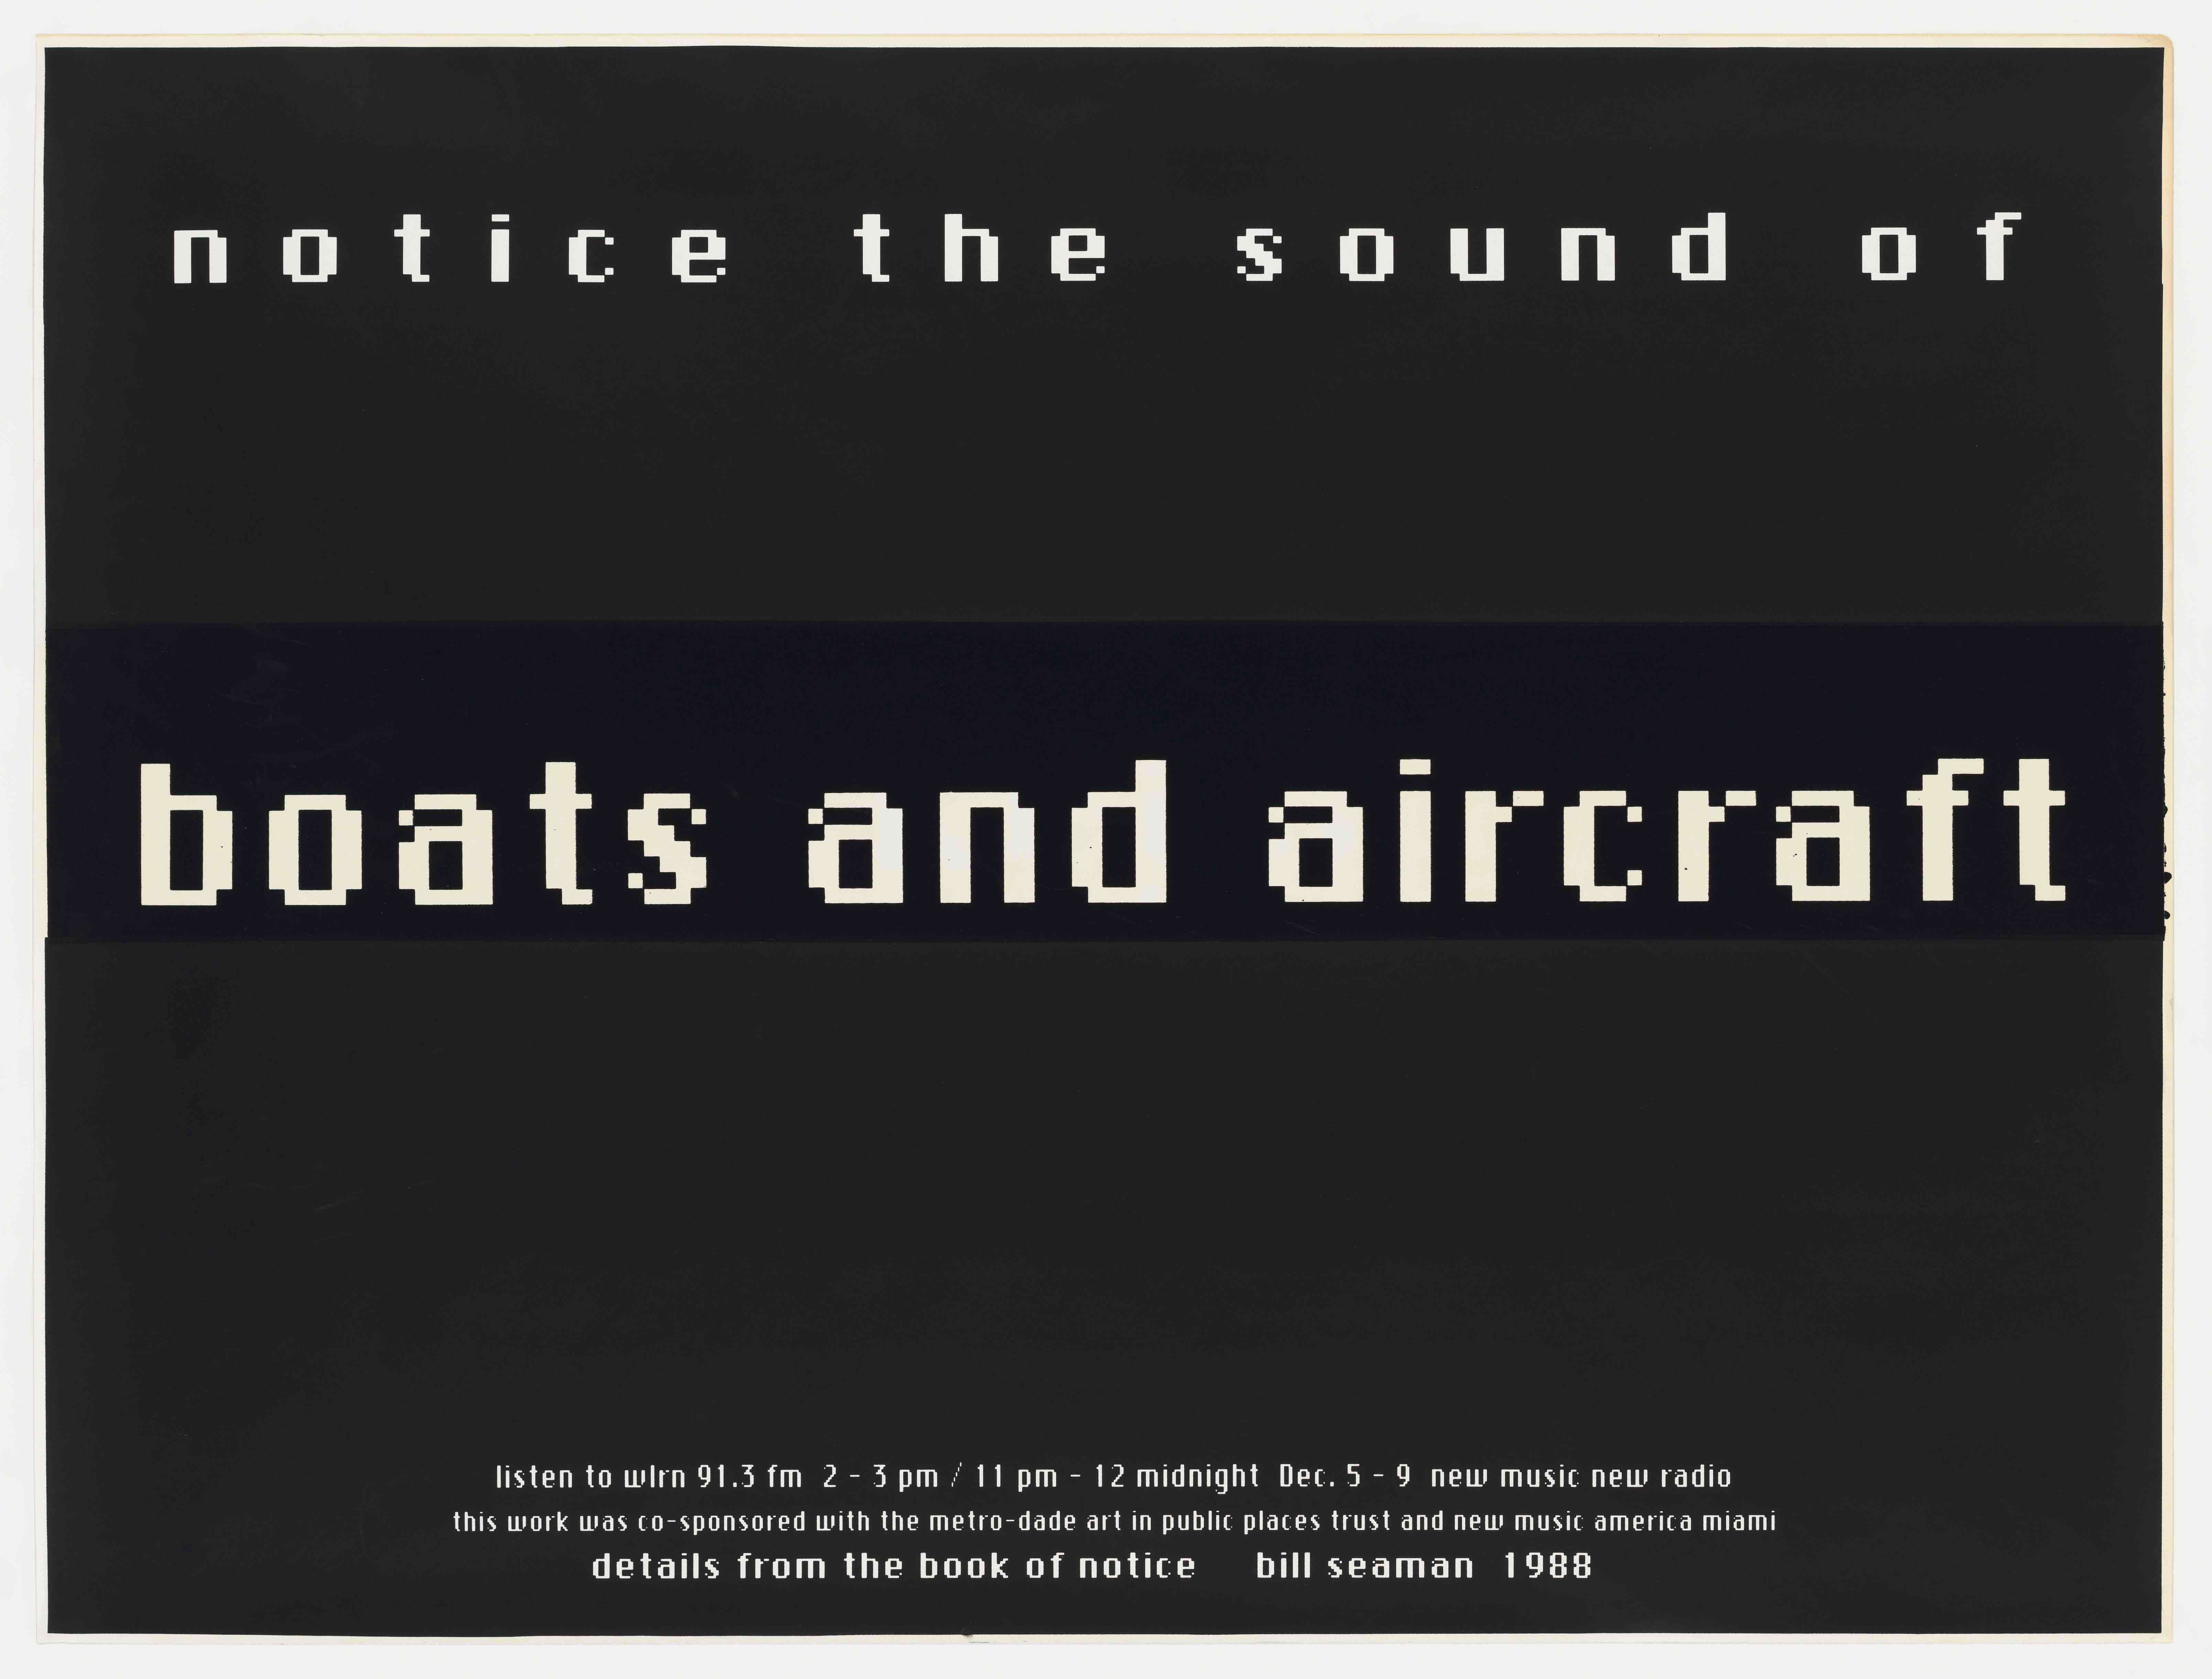 notice the sound of
boats and aircraft
listen to wlrn 91.3 fm 2 - 3 pm / 11 pm - 12 midnight Dec. 5 - 9 new music new radio
this work was co-sponsored with the metro-dade art in public places trust and new music america miami
details from the book of notice bill seaman 1988